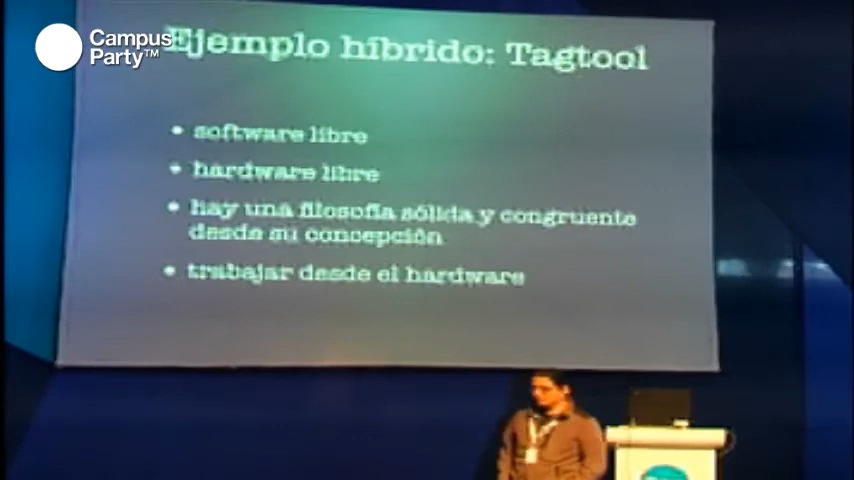 Campus
Party™
Ejemplo híbrido: Tagtool
• software libre
• hardware libre
• hay una filosofía sólida y congruente
desde su concepción
• trabajar desde el hardware